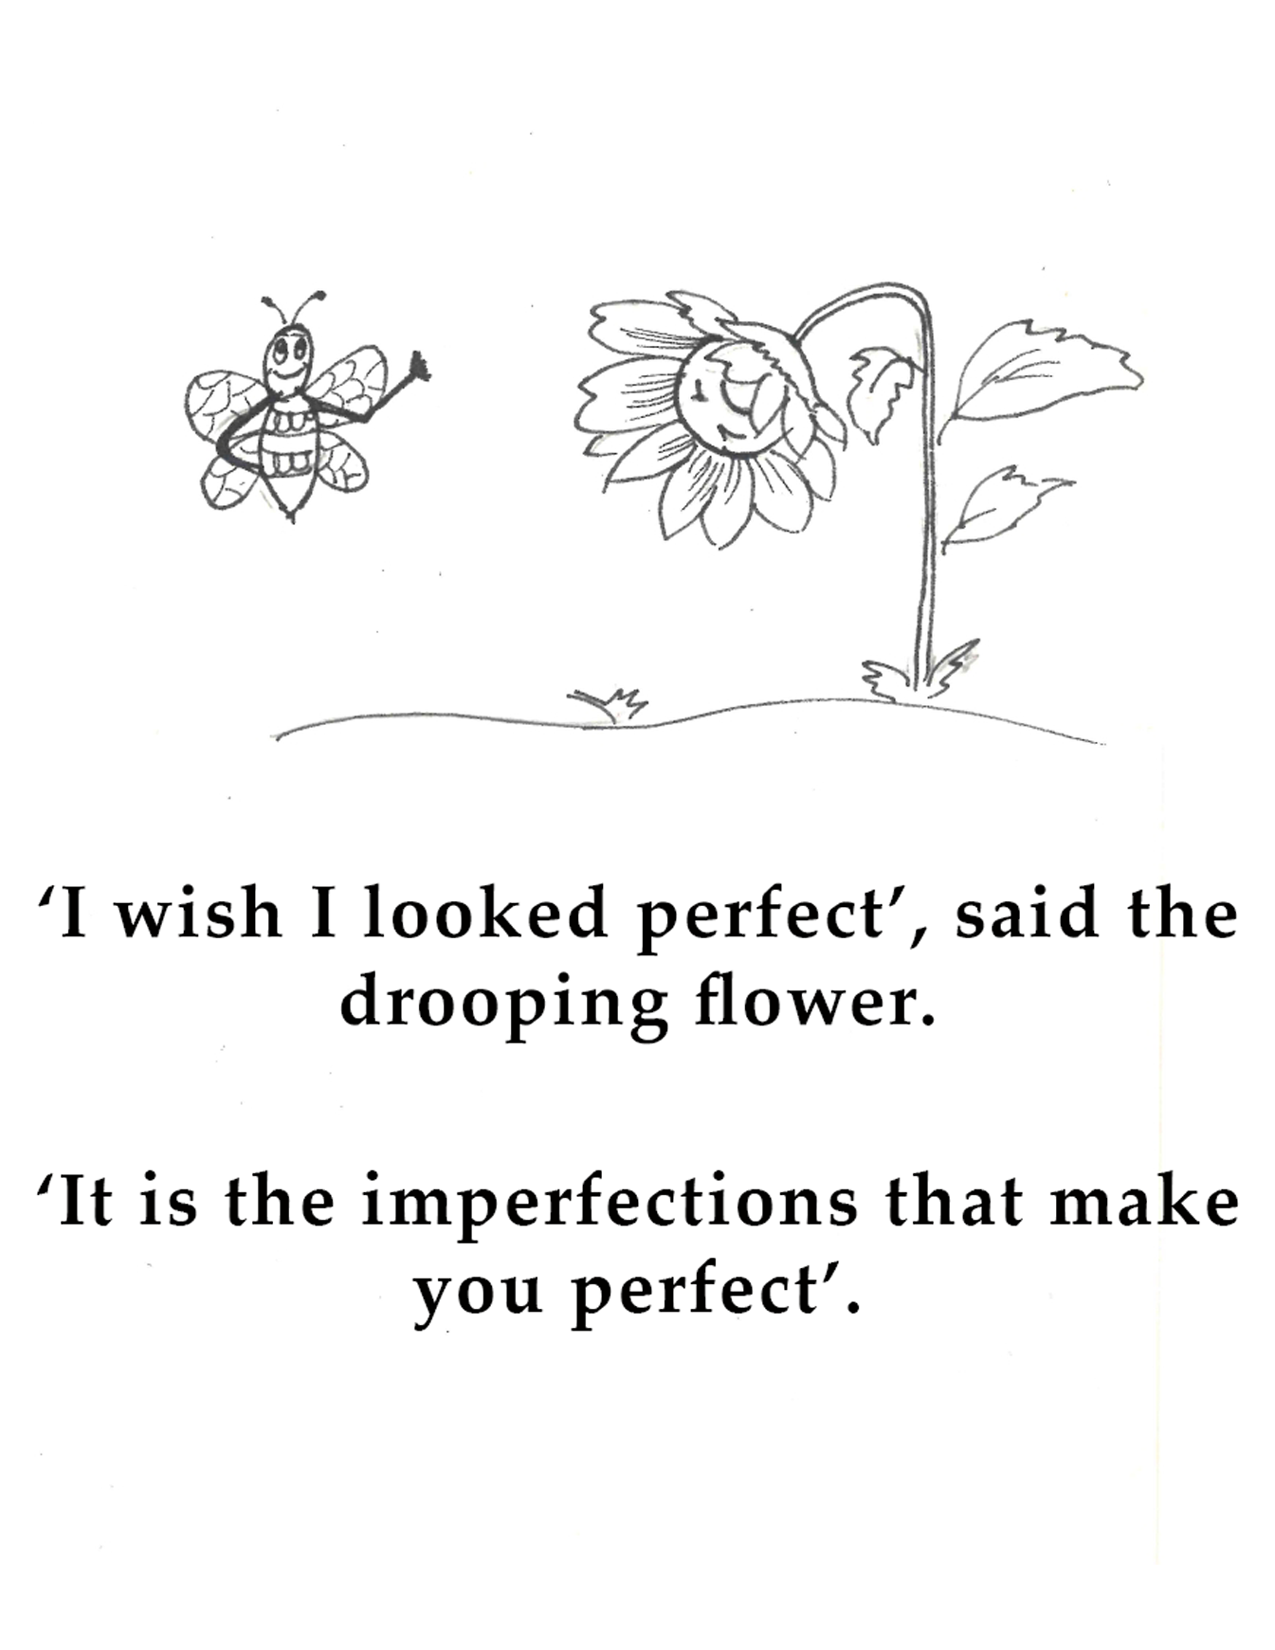 ‘I wish I looked perfect’, said the
drooping flower.
‘It is the imperfections that make
you perfect’.